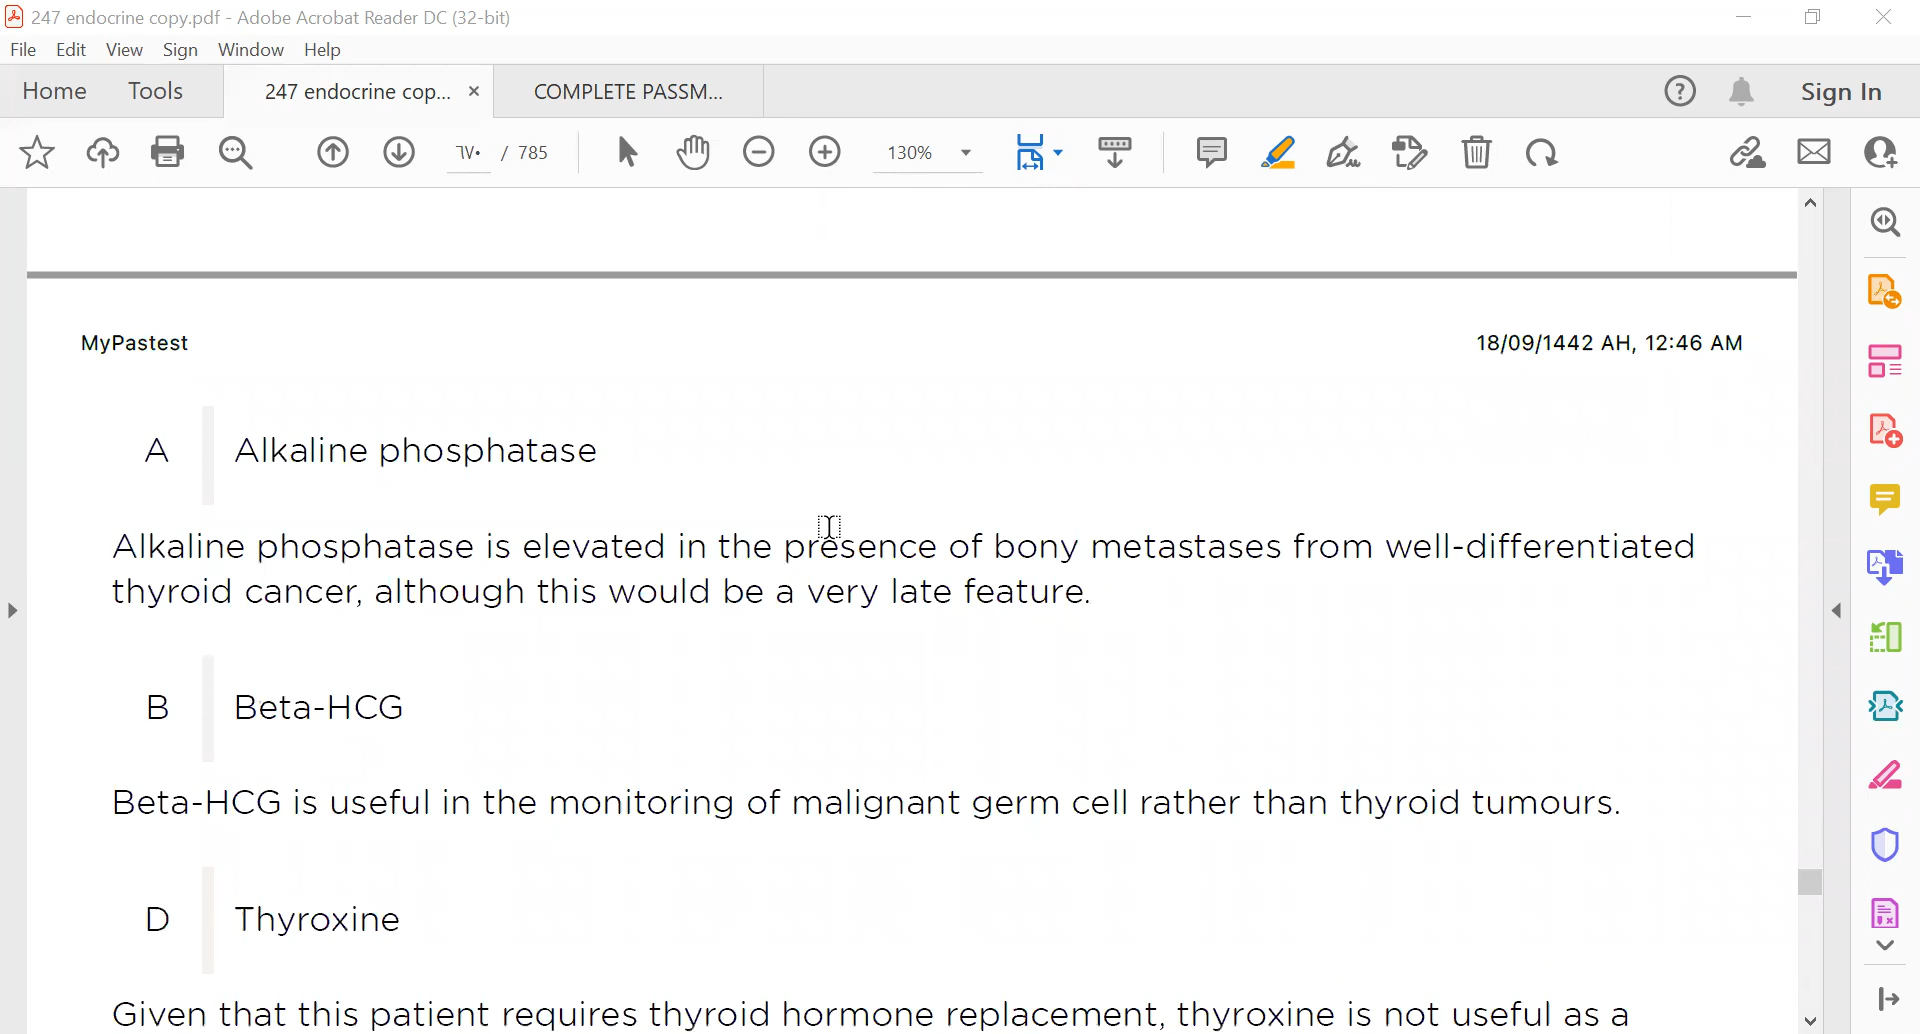 247 endocrine copy.pdf - Adobe Acrobat Reader DC (32-bit)
File Edit View Sign Window Help
Home Tools 247 endocrine cop... × COMPLETE PASSM... Sign In
/ 785 130%
MyPastest 18/09/1442 AH, 12:46 AM
A Alkaline phosphatase
Alkaline phosphatase is elevated in the presence of bony metastases from well-differentiated
thyroid cancer, although this would be a very late feature.
B Beta-HCG
Beta-HCG is useful in the monitoring of malignant germ cell rather than thyroid tumours.
D Thyroxine
Given that this patient requires thyroid hormone replacement, thyroxine is not useful as a